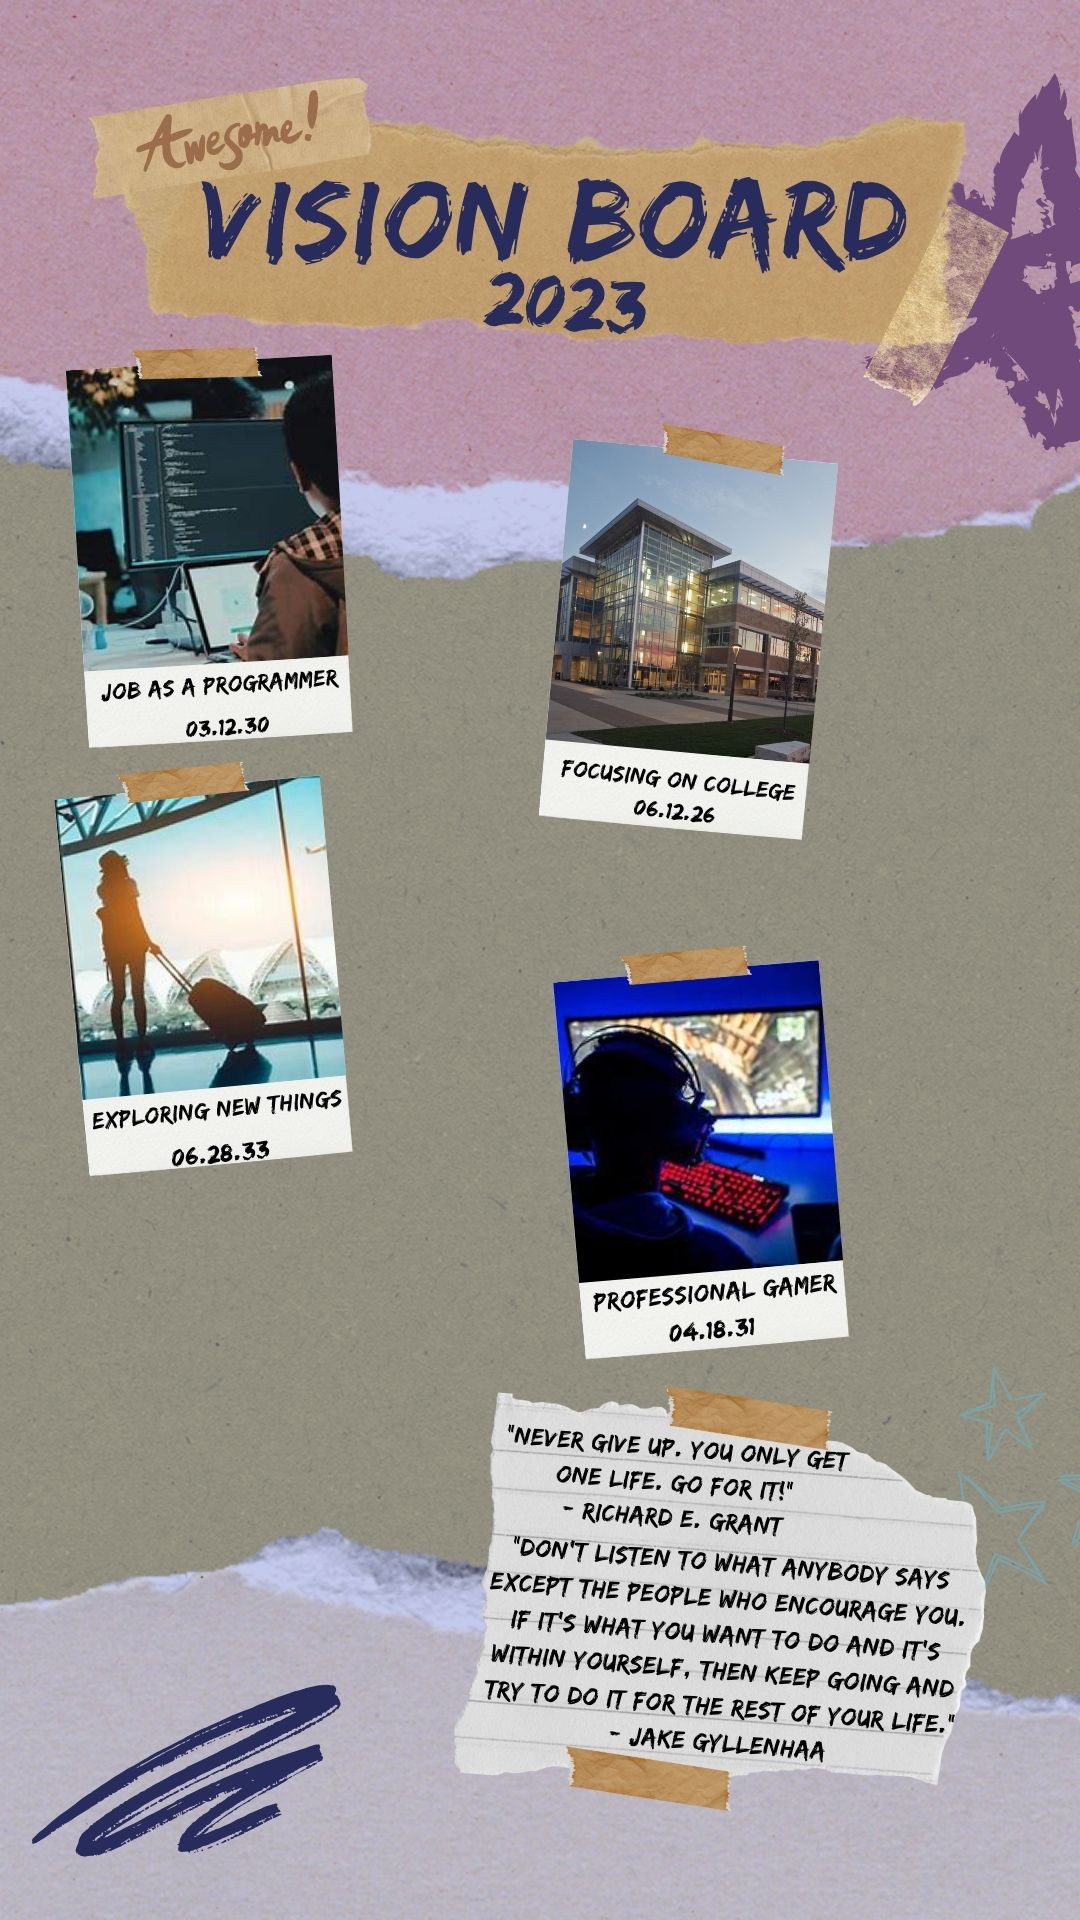 Awesome!
VISION BOARD
2023
A
JOB AS A PROGRAMMER
03.12.30
FOCUSING ON COLLEGE
06.12.26
EXPLORING NEW THINGS
06.28.33
PROFESSIONAL GAMER
04.18.31
"NEVER GIVE UP. YOU ONLY GET
ONE LIFE. GO FOR IT!"
- RICHARD E. GRANT
"DON'T LISTEN TO WHAT ANYBODY SAYS
EXCEPT THE PEOPLE WHO ENCOURAGE YOU.
IF IT'S WHAT YOU WANT TO DO AND IT'S
WITHIN YOURSELF, THEN KEEP GOING AND
TRY TO DO IT FOR THE REST OF YOUR LIFE."
- JAKE GYLLENHAA